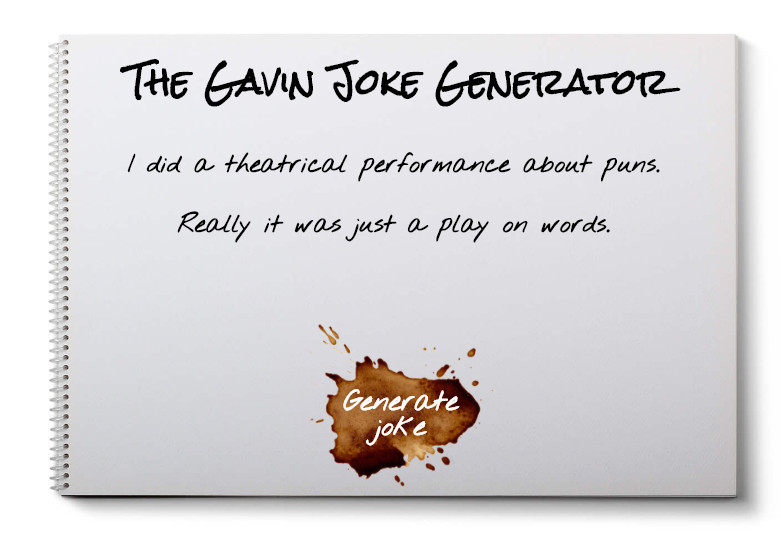 The Gavin Joke Generator
I did a theatrical performance about puns.
Really it was just a play on words.
Generate
joke